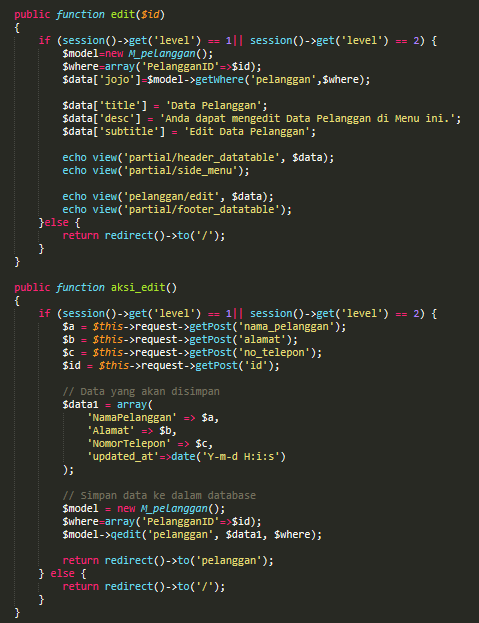 public function edit($id)
{
    if (session()->get('level') == 1|| session()->get('level') == 2) {
        $model=new M_pelanggan();
        $where=array('PelangganID'=>$id);
        $data['jojo']=$model->getWhere('pelanggan',$where);

        $data['title'] = 'Data Pelanggan';
        $data['desc'] = 'Anda dapat mengedit Data Pelanggan di Menu ini.';
        $data['subtitle'] = 'Edit Data Pelanggan';

        echo view('partial/header_datatable', $data);
        echo view('partial/side_menu');

        echo view('pelanggan/edit', $data);
        echo view('partial/footer_datatable');
    }else {
        return redirect()->to('/');
    }
}

public function aksi_edit()
{
    if (session()->get('level') == 1|| session()->get('level') == 2) {
        $a = $this->request->getPost('nama_pelanggan');
        $b = $this->request->getPost('alamat');
        $c = $this->request->getPost('no_telepon');
        $id = $this->request->getPost('id');

        // Data yang akan disimpan
        $data1 = array(
            'NamaPelanggan' => $a,
            'Alamat' => $b,
            'NomorTelepon' => $c,
            'updated_at'=>date('Y-m-d H:i:s')
        );

        // Simpan data ke dalam database
        $model = new M_pelanggan();
        $where=array('PelangganID'=>$id);
        $model->qedit('pelanggan', $data1, $where);

        return redirect()->to('pelanggan');
    } else {
        return redirect()->to('/');
    }
}